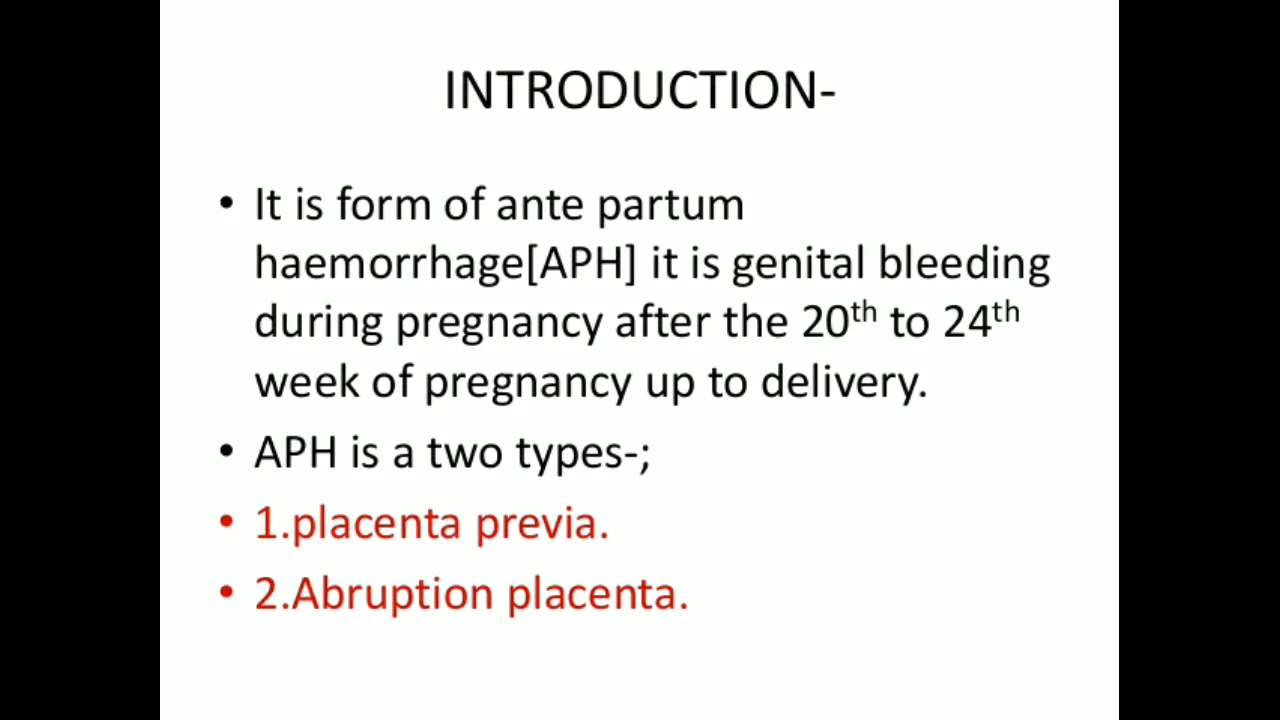 INTRODUCTION-
• It is form of ante partum
haemorrhage[APH] it is genital bleeding
during pregnancy after the 20th to 24th
week of pregnancy up to delivery.
• APH is a two types-;
• 1.placenta previa.
• 2.Abruption placenta.